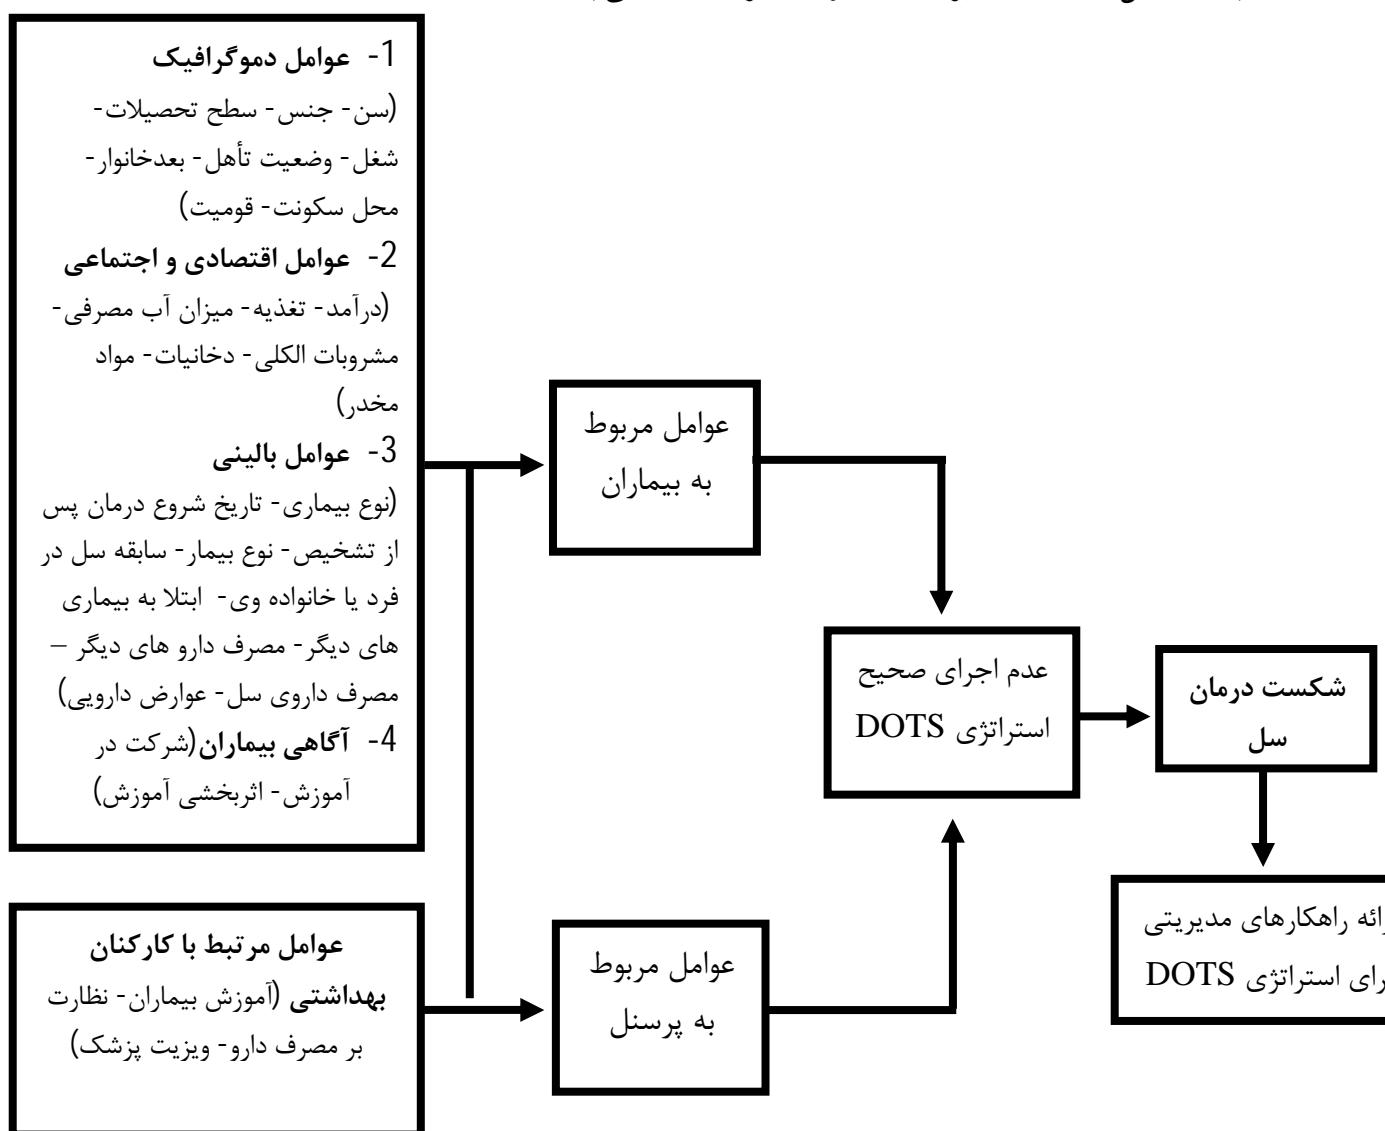 1- عوامل دموگرافیک
(سن- جنس- سطح تحصیلات-
شغل- وضعیت تأهل- بعدخانوار-
محل سکونت- قومیت)
2- عوامل اقتصادی و اجتماعی
(درآمد- تغذیه- میزان آب مصرفی-
مشروبات الکلی- دخانیات- مواد
مخدر)
3- عوامل بالینی
(نوع بیماری- تاریخ شروع درمان پس
از تشخیص- نوع بیمار- سابقه سل در
فرد یا خانواده وی- ابتلا به بیماری
های دیگر- مصرف دارو های دیگر –
مصرف داروی سل- عوارض دارویی)
4- آگاهی بیماران(شرکت در
آموزش- اثربخشی آموزش)
عوامل مرتبط با کارکنان
بهداشتی (آموزش بیماران- نظارت
بر مصرف دارو- ویزیت پزشک)
عوامل مربوط
به بیماران
عوامل مربوط
به پرسنل
عدم اجرای صحیح
استراتژی DOTS
شکست درمان
سل
راهکارهای مدیریتی
استراتژی DOTS